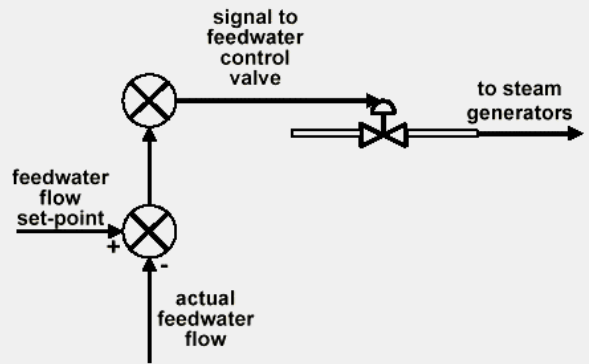 signal to
feedwater
control
valve
to steam
generators
feedwater
flow
set-point
+
-
actual
feedwater
flow